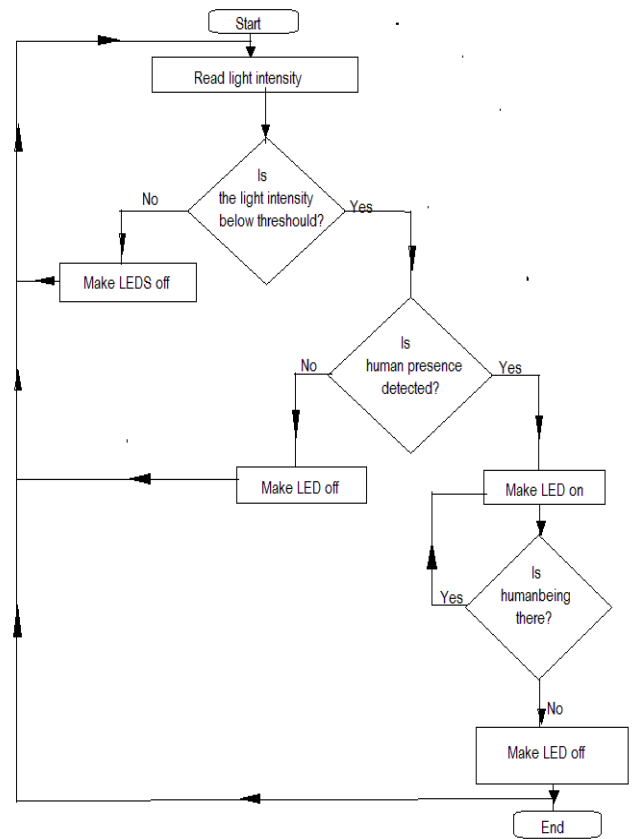 Start
Read light intensity
Is
the light intensity
below threshould?
No
Yes
Make LEDS off
Is
human presence
detected?
No
Yes
Make LED off
Make LED on
Is
humanbeing
there?
Yes
No
Make LED off
End